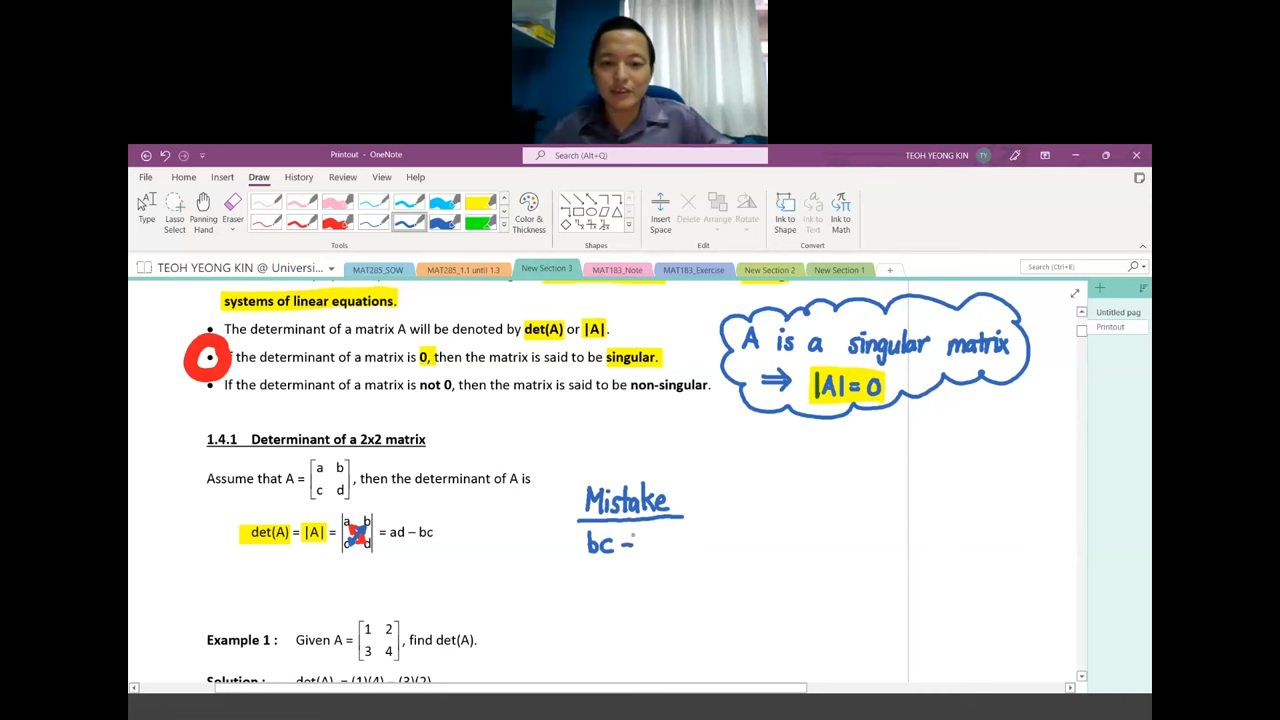 Printout - OneNote
Search (Alt+Q)
TEOH YEONG KIN
TY
File
Home
Insert
Draw
History
Review
View
Help
Type
Lasso Select
Panning Hand
Eraser
Color & Thickness
Insert Space
Delete
Arrange
Rotate
Ink to Shape
Ink to Text
Ink to Math
Tools
Shapes
Edit
Convert
TEOH YEONG KIN @ Universi...
MAT285_SOW
MAT285_1.1 until 1.3
New Section 3
MAT183_Note
MAT183_Exercise
New Section 2
New Section 1
Search (Ctrl+E)
Untitled pag
Printout
systems of linear equations.
• The determinant of a matrix A will be denoted by det(A) or |A|.
• f the determinant of a matrix is 0, then the matrix is said to be singular.
• If the determinant of a matrix is not 0, then the matrix is said to be non-singular.
A is a singular matrix
⇒ |A| = 0
1.4.1 Determinant of a 2x2 matrix
Assume that A = [a b
c d], then the determinant of A is
det(A) = |A| = |a b
c d| = ad − bc
Mistake
bc −
Example 1 : Given A = [1 2
3 4], find det(A).
Solution : det(A) = (1)(4) − (3)(2)